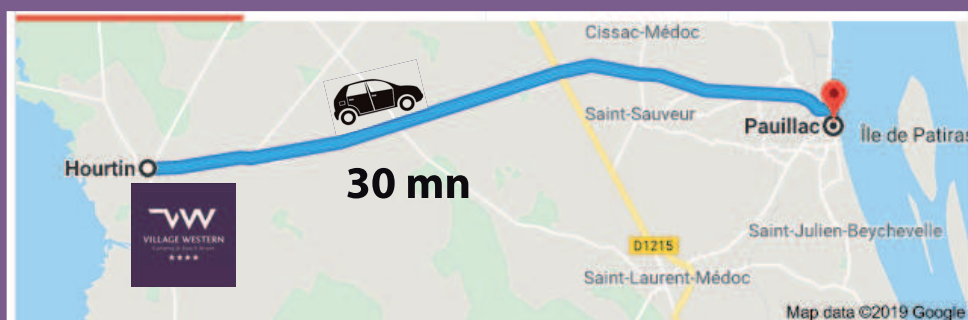 Cissac-Médoc
Saint-Sauveur
Pauillac
Île de Patiras
Hourtin
30 mn
VW
VILLAGE WESTERN
D1215
Saint-Julien-Beychevelle
Saint-Laurent-Médoc
Map data ©2019 Google